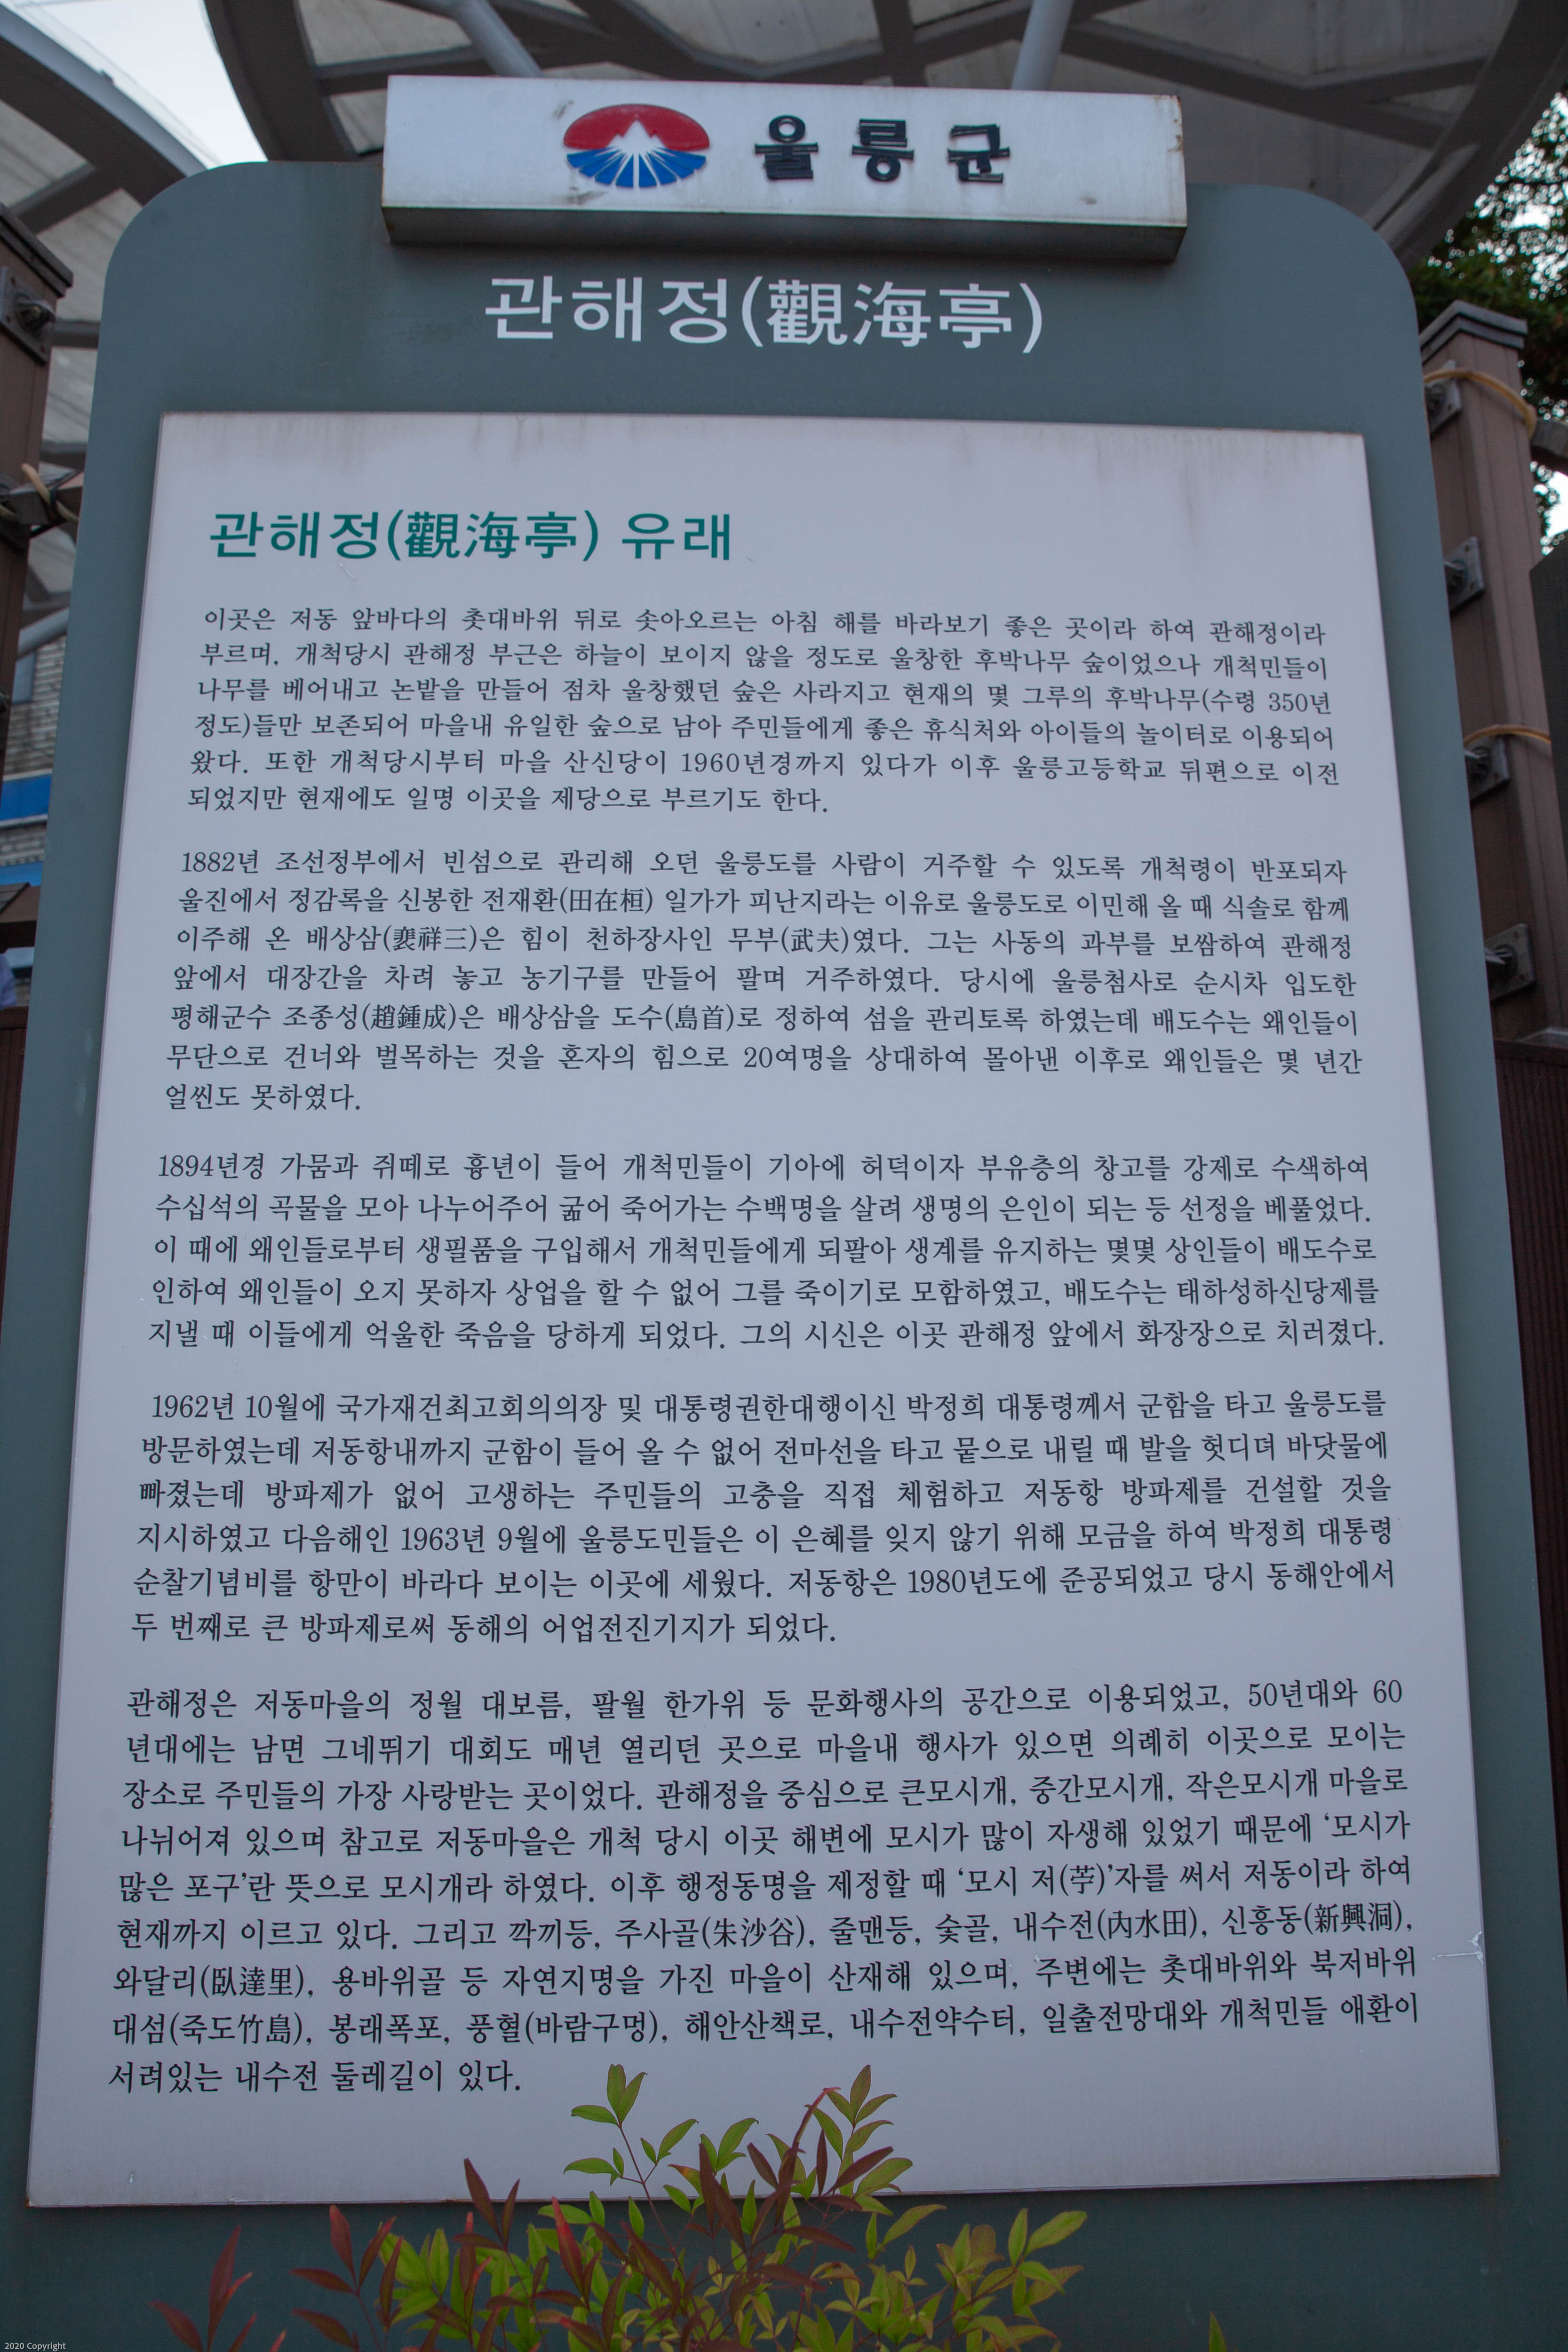 울릉군
관해정(觀海亭)
관해정(觀海亭) 유래
이곳은 저동 앞바다의 촛대바위 뒤로 솟아오르는 아침 해를 바라보기 좋은 곳이라 하여 관해정이라
부르며, 개척당시 관해정 부근은 하늘이 보이지 않을 정도로 울창한 후박나무 숲이었으나 개척민들이
나무를 베어내고 논밭을 만들어 점차 울창했던 숲은 사라지고 현재의 몇 그루의 후박나무(수령 350년
정도)들만 보존되어 마을내 유일한 숲으로 남아 주민들에게 좋은 휴식처와 아이들의 놀이터로 이용되어
왔다. 또한 개척당시부터 마을 산신당이 1960년경까지 있다가 이후 울릉고등학교 뒤편으로 이전
되었지만 현재에도 일명 이곳을 제당으로 부르기도 한다.
1882년 조선정부에서 빈섬으로 관리해 오던 울릉도를 사람이 거주할 수 있도록 개척령이 반포되자
울진에서 정감록을 신봉한 전재환(田在桓) 일가가 피난지라는 이유로 울릉도로 이민해 올 때 식솔로 함께
이주해 온 배상삼(裵祥三)은 힘이 천하장사인 무부(武夫)였다. 그는 사동의 과부를 보쌈하여 관해정
앞에서 대장간을 차려 놓고 농기구를 만들어 팔며 거주하였다. 당시에 울릉첨사로 순시차 입도한
평해군수 조종성(趙鍾成)은 배상삼을 도수(島首)로 정하여 섬을 관리토록 하였는데 배도수는 왜인들이
무단으로 건너와 벌목하는 것을 혼자의 힘으로 20여명을 상대하여 몰아낸 이후로 왜인들은 몇 년간
얼씬도 못하였다.
1894년경 가뭄과 쥐떼로 흉년이 들어 개척민들이 기아에 허덕이자 부유층의 창고를 강제로 수색하여
수십석의 곡물을 모아 나누어주어 굶어 죽어가는 수백명을 살려 생명의 은인이 되는 등 선정을 베풀었다.
이 때에 왜인들로부터 생필품을 구입해서 개척민들에게 되팔아 생계를 유지하는 몇몇 상인들이 배도수로
인하여 왜인들이 오지 못하자 상업을 할 수 없어 그를 죽이기로 모함하였고, 배도수는 태하성하신당제를
지낼 때 이들에게 억울한 죽음을 당하게 되었다. 그의 시신은 이곳 관해정 앞에서 화장장으로 치러졌다.
1962년 10월에 국가재건최고회의의장 및 대통령권한대행이신 박정희 대통령께서 군함을 타고 울릉도를
방문하였는데 저동항내까지 군함이 들어 올 수 없어 전마선을 타고 뭍으로 내릴 때 발을 헛디뎌 바닷물에
빠졌는데 방파제가 없어 고생하는 주민들의 고충을 직접 체험하고 저동항 방파제를 건설할 것을
지시하였고 다음해인 1963년 9월에 울릉도민들은 이 은혜를 잊지 않기 위해 모금을 하여 박정희 대통령
순찰기념비를 항만이 바라다 보이는 이곳에 세웠다. 저동항은 1980년도에 준공되었고 당시 동해안에서
두 번째로 큰 방파제로써 동해의 어업전진기지가 되었다.
관해정은 저동마을의 정월 대보름, 팔월 한가위 등 문화행사의 공간으로 이용되었고, 50년대와 60
년대에는 남면 그네뛰기 대회도 매년 열리던 곳으로 마을내 행사가 있으면 의례히 이곳으로 모이는
장소로 주민들의 가장 사랑받는 곳이었다. 관해정을 중심으로 큰모시개, 중간모시개, 작은모시개 마을로
나뉘어져 있으며 참고로 저동마을은 개척 당시 이곳 해변에 모시가 많이 자생해 있었기 때문에 ‘모시가
많은 포구’란 뜻으로 모시개라 하였다. 이후 행정동명을 제정할 때 ‘모시 저(苧)’자를 써서 저동이라 하여
현재까지 이르고 있다. 그리고 깍끼등, 주사골(朱沙谷), 줄맨등, 숯골, 내수전(內水田), 신흥동(新興洞),
와달리(臥達里), 용바위골 등 자연지명을 가진 마을이 산재해 있으며, 주변에는 촛대바위와 북저바위
대섬(죽도竹島), 봉래폭포, 풍혈(바람구멍), 해안산책로, 내수전약수터, 일출전망대와 개척민들 애환이
서려있는 내수전 둘레길이 있다.
2020 Copyright